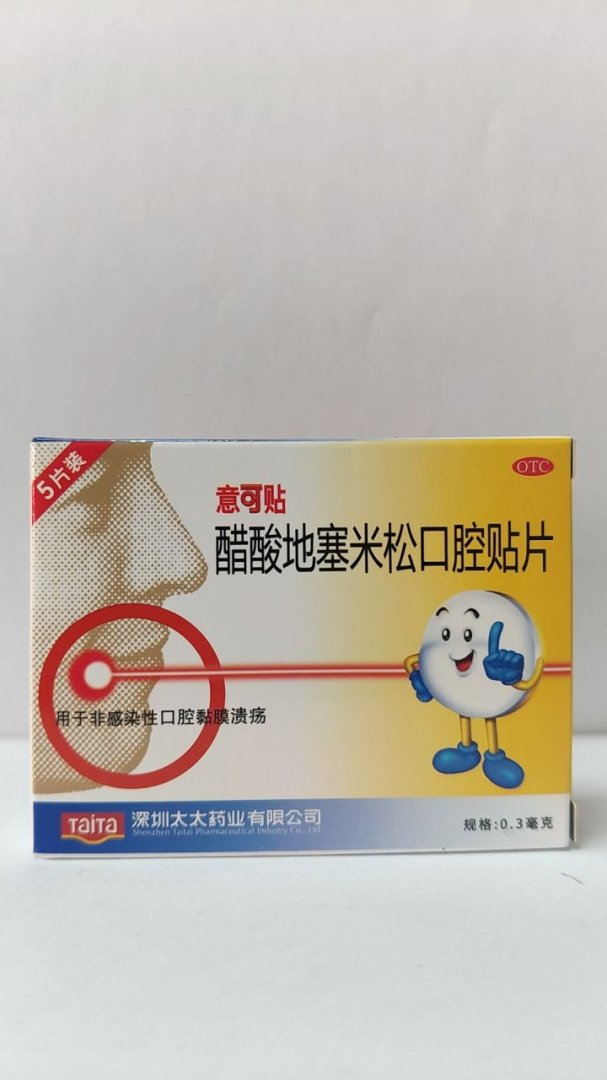 5片装
OTC
意可贴
醋酸地塞米松口腔贴片
用于非感染性口腔黏膜溃疡
Taita
深圳太太药业有限公司
Shenzhen Taitai Pharmaceutical Industry Co., Ltd.
规格:0.3毫克